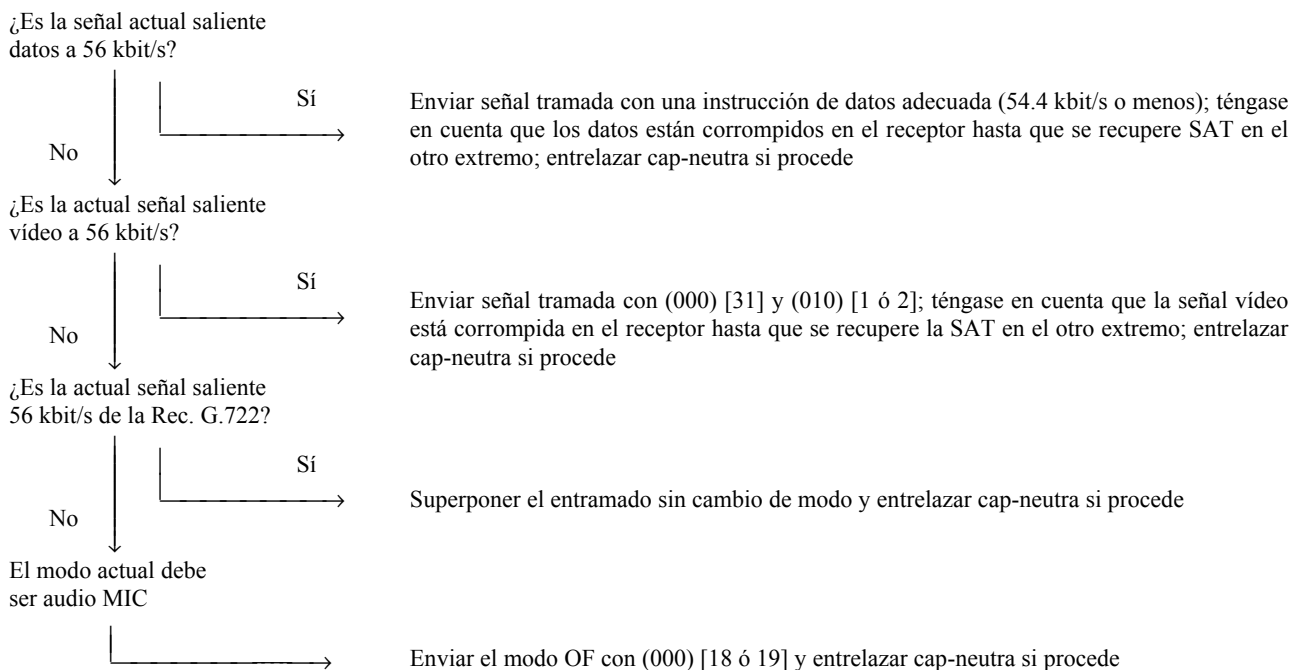 ¿Es la señal actual saliente
datos a 56 kbit/s?
Sí
Enviar señal tramada con una instrucción de datos adecuada (54.4 kbit/s o menos); téngase
en cuenta que los datos están corrompidos en el receptor hasta que se recupere SAT en el
otro extremo; entrelazar cap-neutra si procede
No
¿Es la actual señal saliente
vídeo a 56 kbit/s?
Sí
Enviar señal tramada con (000) [31] y (010) [1 ó 2]; téngase en cuenta que la señal vídeo
está corrompida en el receptor hasta que se recupere la SAT en el otro extremo; entrelazar
cap-neutra si procede
No
¿Es la actual señal saliente
56 kbit/s de la Rec. G.722?
Sí
Superponer el entramado sin cambio de modo y entrelazar cap-neutra si procede
No
El modo actual debe
ser audio MIC
Enviar el modo OF con (000) [18 ó 19] y entrelazar cap-neutra si procede